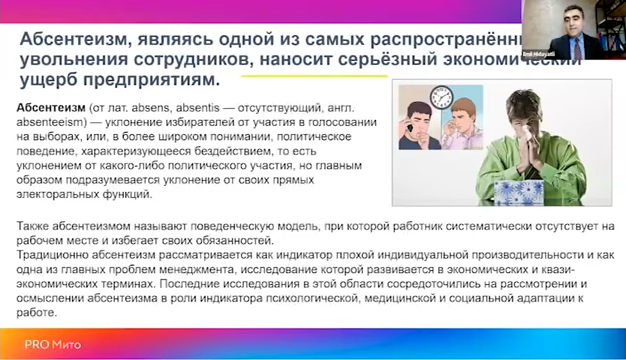 Абсентеизм, являясь одной из самых распространённ
увольнения сотрудников, наносит серьёзный экономический
ущерб предприятиям.
Anil Hidayatli
Абсентеизм (от лат. absens, absentis — отсутствующий, англ.
absenteeism) — уклонение избирателей от участия в голосовании
на выборах, или, в более широком понимании, политическое
поведение, характеризующееся бездействием, то есть
уклонением от какого-либо политического участия, но главным
образом подразумевается уклонение от своих прямых
электоральных функций.
Также абсентеизмом называют поведенческую модель, при которой работник систематически отсутствует на
рабочем месте и избегает своих обязанностей.
Традиционно абсентеизм рассматривается как индикатор плохой индивидуальной производительности и как
одна из главных проблем менеджмента, исследование которой развивается в экономических и квази-
экономических терминах. Последние исследования в этой области сосредоточились на рассмотрении и
осмыслении абсентеизма в роли индикатора психологической, медицинской и социальной адаптации к
работе.
PRO Мито